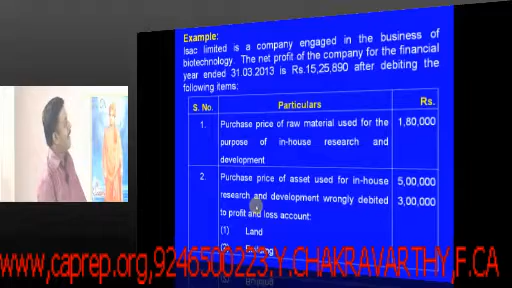 Example:
Isac limited is a company engaged in the business of
biotechnology. The net profit of the company for the financial
year ended 31.03.2013 is Rs.15,25,890 after debiting the
following items:
S. No. Particulars Rs.
1. Purchase price of raw material used for the 1,80,000
purpose of in-house research and
development
2. Purchase price of asset used for in-house 5,00,000
research and development wrongly debited 3,00,000
to profit and loss account:
(1) Land
(2) Building
www,caprep.org,9246500223.Y.CHAKRAVARTHY,F.CA